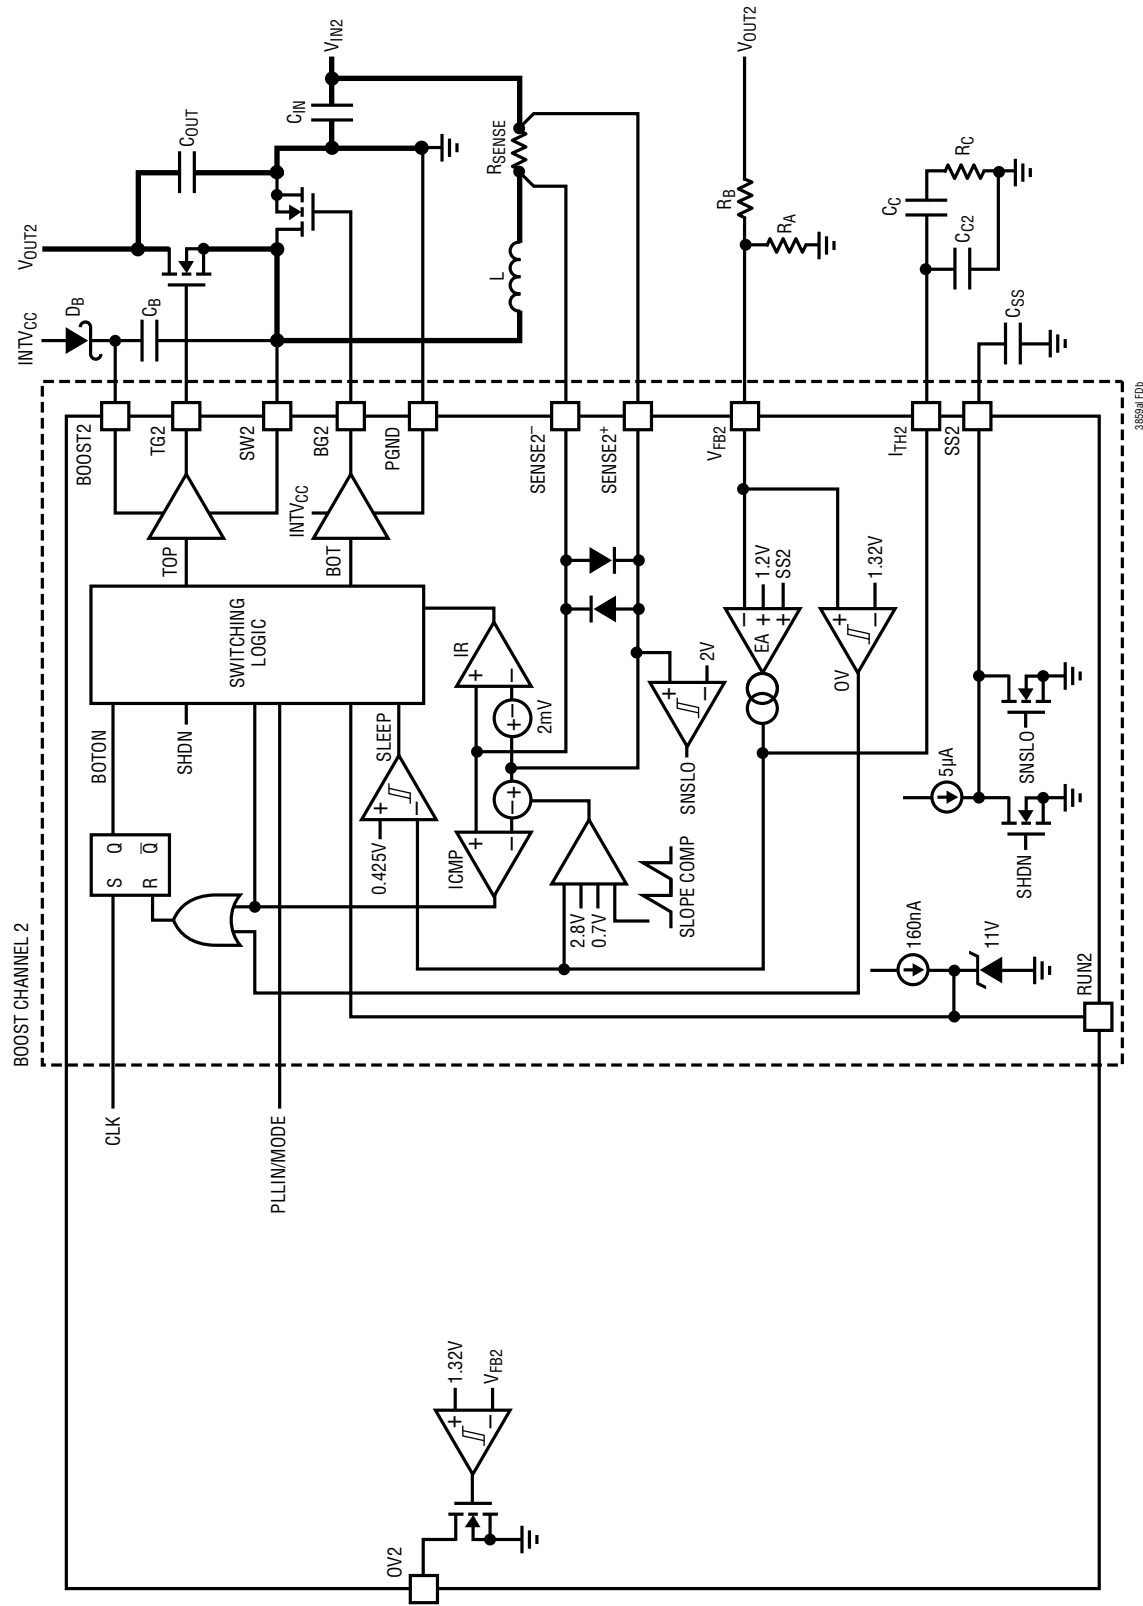 BOOST CHANNEL 2
CLK
PLLIN/MODE
S Q
R Q̅
BOTON
SHDN
SWITCHING
LOGIC
SLEEP
0.425V
+
−
TOP
BOT
INTVCC
BOOST2
TG2
SW2
BG2
PGND
SENSE2−
SENSE2+
VFB2
ITH2
SS2
RUN2
INTVCC
DB
CB
VOUT2
COUT
CIN
VIN2
RSENSE
L
VOUT2
RB
RA
CC
RC
CC2
CSS
IR
+
−
− +
2mV
ICMP
+
−
− +
2.8V
0.7V
SLOPE COMP
SNSLO
+
−
2V
EA
−
+
+
1.2V
SS2
OV
+
−
1.32V
5µA
SHDN
SNSLO
160nA
11V
OV2
+
−
1.32V
VFB2
3859al FDb